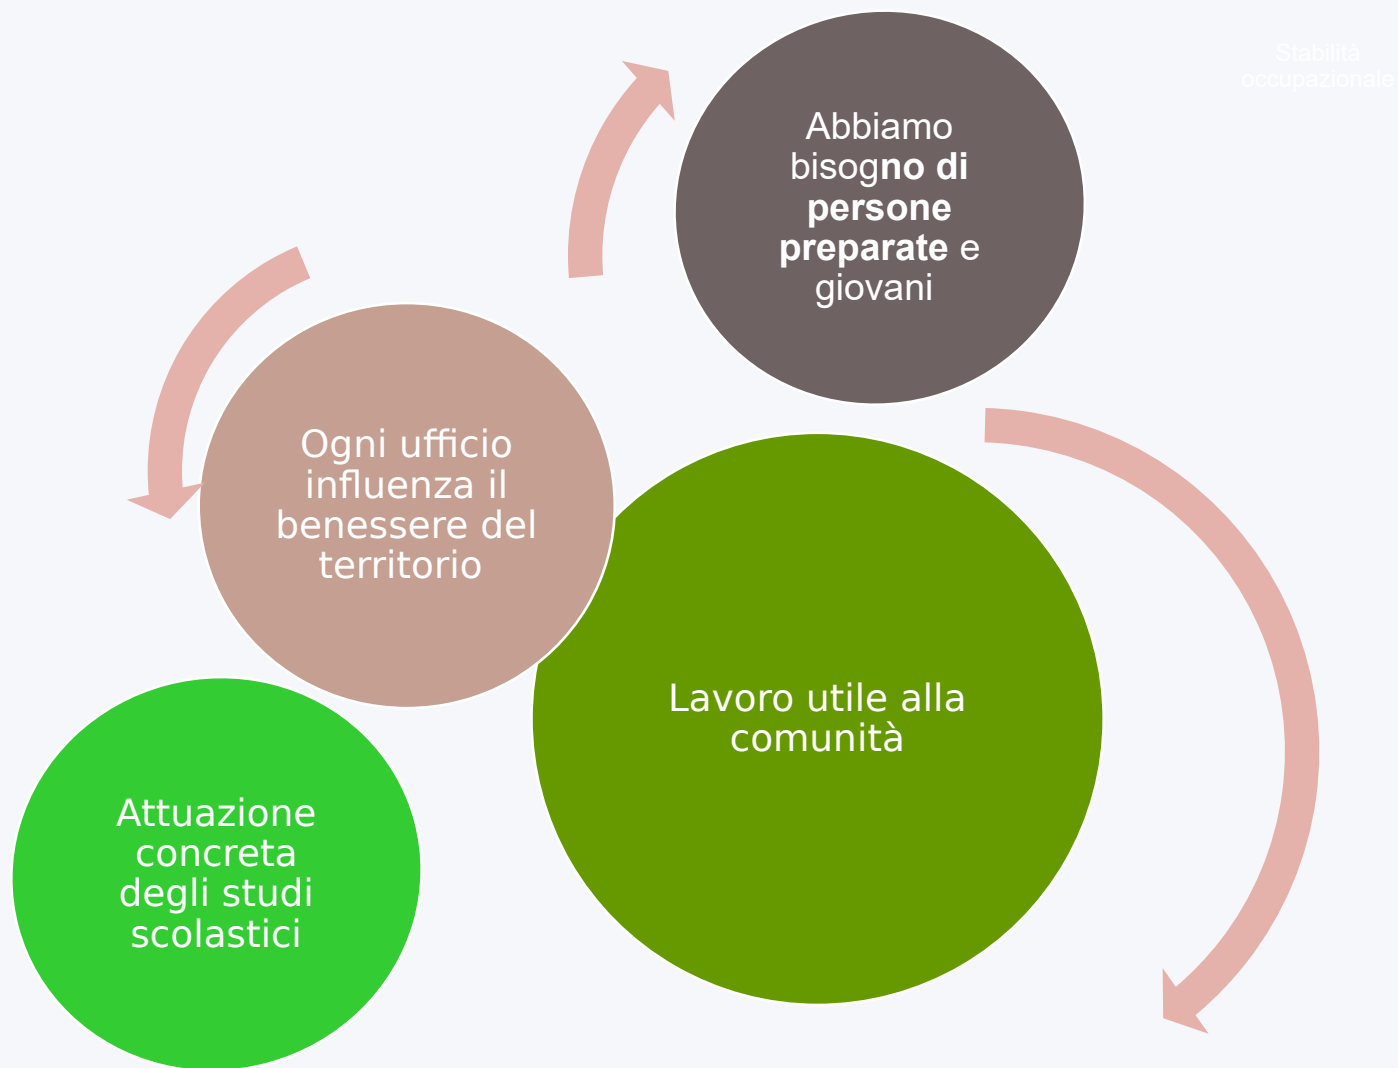 Stabilità
occupazionale
Abbiamo
bisogno di
persone
preparate e
giovani
Ogni ufficio
influenza il
benessere del
territorio
Lavoro utile alla
comunità
Attuazione
concreta
degli studi
scolastici